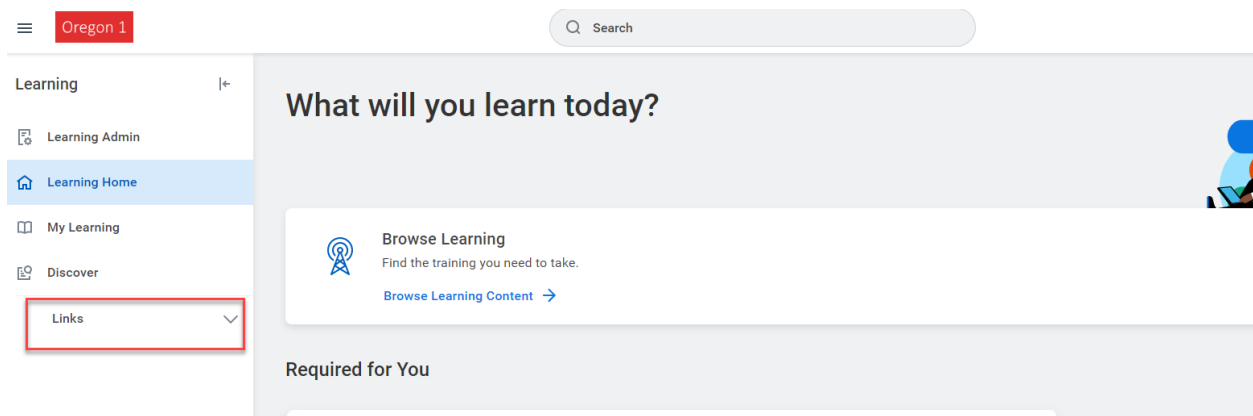 Oregon 1
Search
Learning
Learning Admin
Learning Home
My Learning
Discover
Links
What will you learn today?
Browse Learning
Find the training you need to take.
Browse Learning Content
Required for You